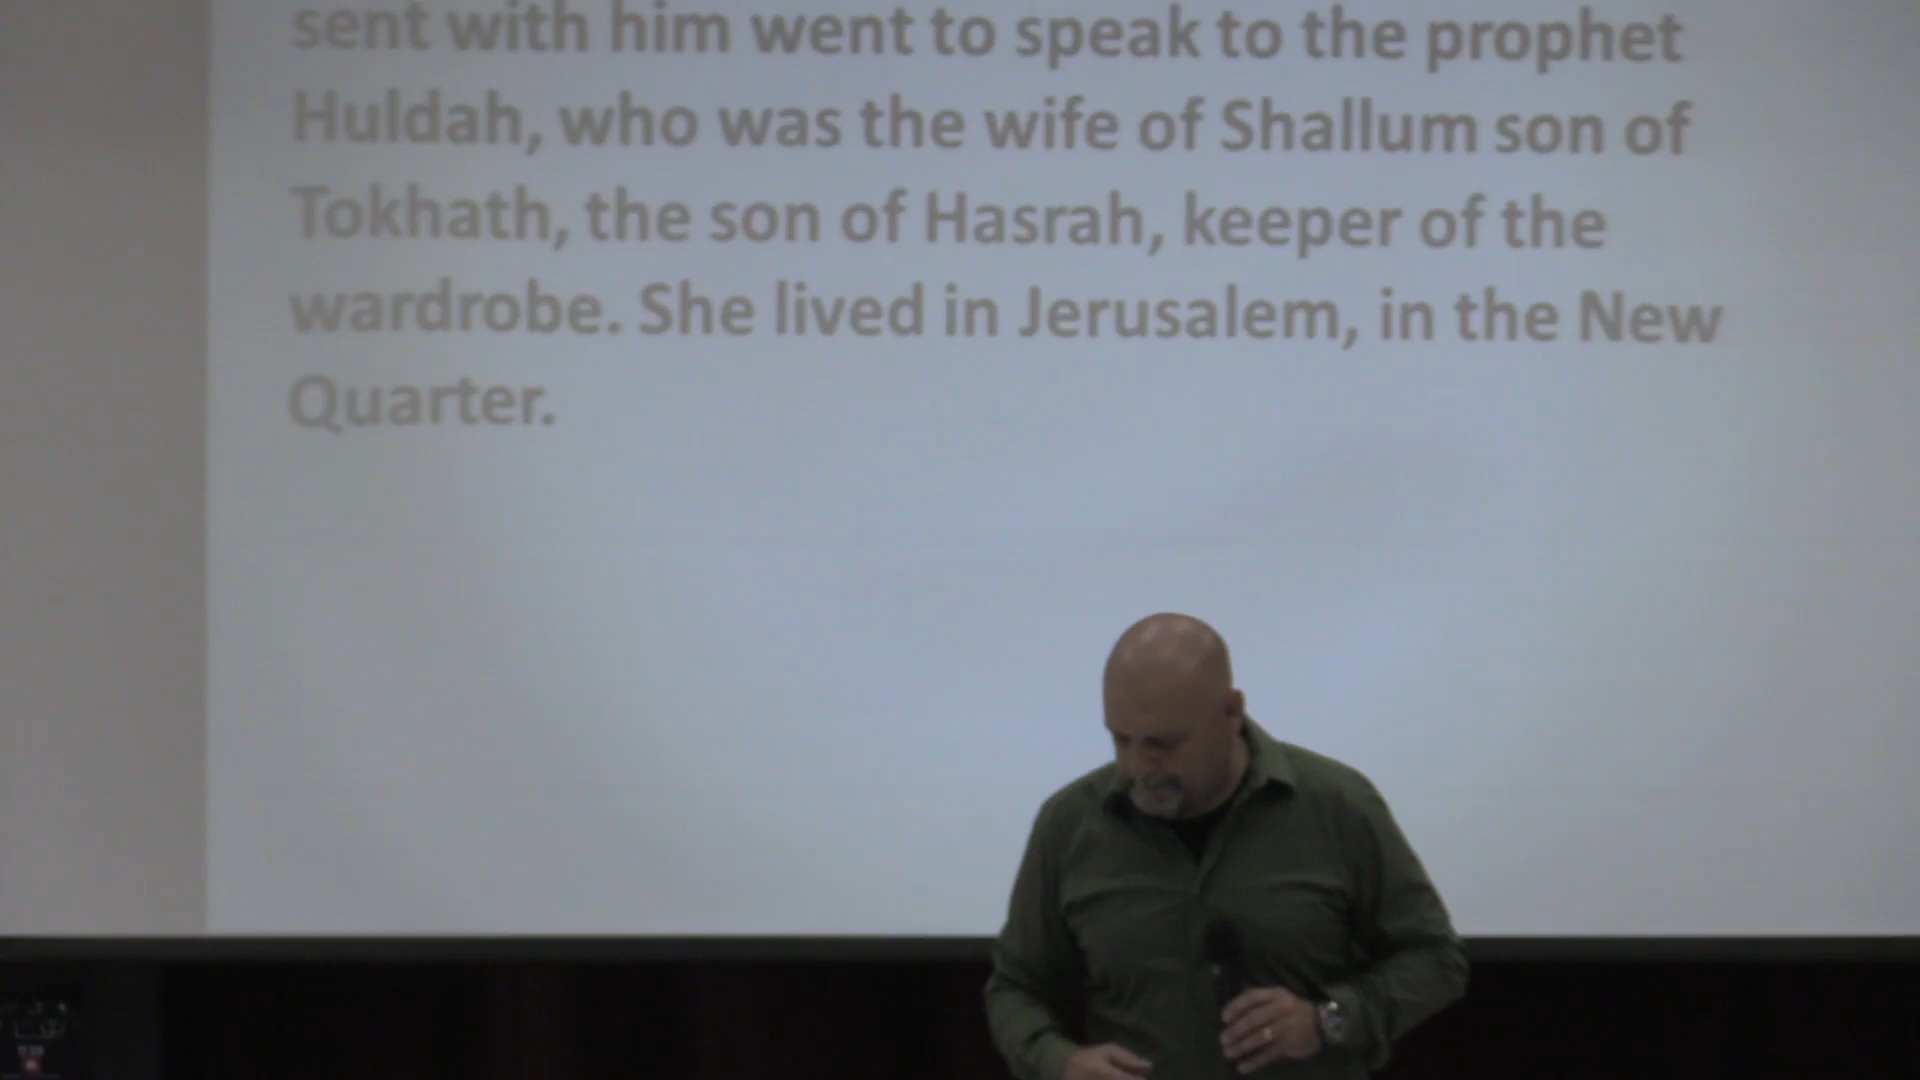 sent with him went to speak to the prophet
Huldah, who was the wife of Shallum son of
Tokhath, the son of Hasrah, keeper of the
wardrobe. She lived in Jerusalem, in the New
Quarter.